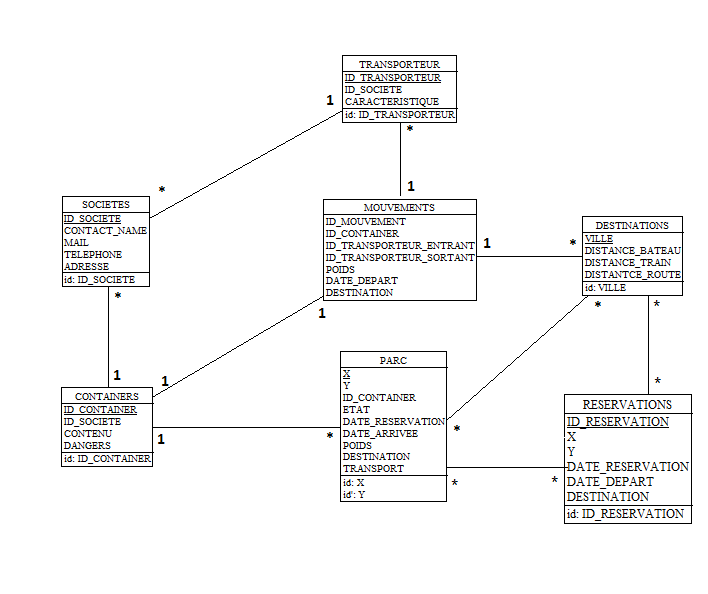 TRANSPORTEUR
ID_TRANSPORTEUR
ID_SOCIETE
CARACTERISTIQUE
id: ID_TRANSPORTEUR
1
*
*
1
SOCIETES
ID_SOCIETE
CONTACT_NAME
MAIL
TELEPHONE
ADRESSE
id: ID_SOCIETE
*
1
MOUVEMENTS
ID_MOUVEMENT
ID_CONTAINER
ID_TRANSPORTEUR_ENTRANT
ID_TRANSPORTEUR_SORTANT
POIDS
DATE_DEPART
DESTINATION
1
*
1
1
DESTINATIONS
VILLE
DISTANCE_BATEAU
DISTANCE_TRAIN
DISTANTCE_ROUTE
id: VILLE
*
*
*
*
CONTAINERS
ID_CONTAINER
ID_SOCIETE
CONTENU
DANGERS
id: ID_CONTAINER
1
*
PARC
X
Y
ID_CONTAINER
ETAT
DATE_RESERVATION
DATE_ARRIVEE
POIDS
DESTINATION
TRANSPORT
id: X
id': Y
*
*
RESERVATIONS
ID_RESERVATION
X
Y
DATE_RESERVATION
DATE_DEPART
DESTINATION
id: ID_RESERVATION